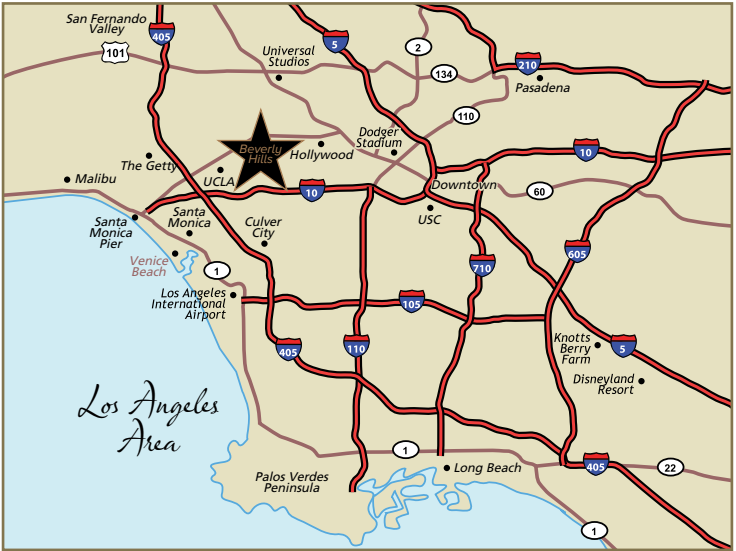 San Fernando
Valley
405
5
2
101
Universal
Studios
134
210
Pasadena
110
Dodger
Stadium
Beverly
Hills
Hollywood
10
The Getty
UCLA
Malibu
10
Downtown
60
USC
Santa
Monica
Pier
Santa
Monica
Culver
City
Venice
Beach
1
710
605
Los Angeles
International
Airport
105
405
110
Knotts
Berry
Farm
5
Disneyland
Resort
Los Angeles
Area
1
405
22
Long Beach
Palos Verdes
Peninsula
1